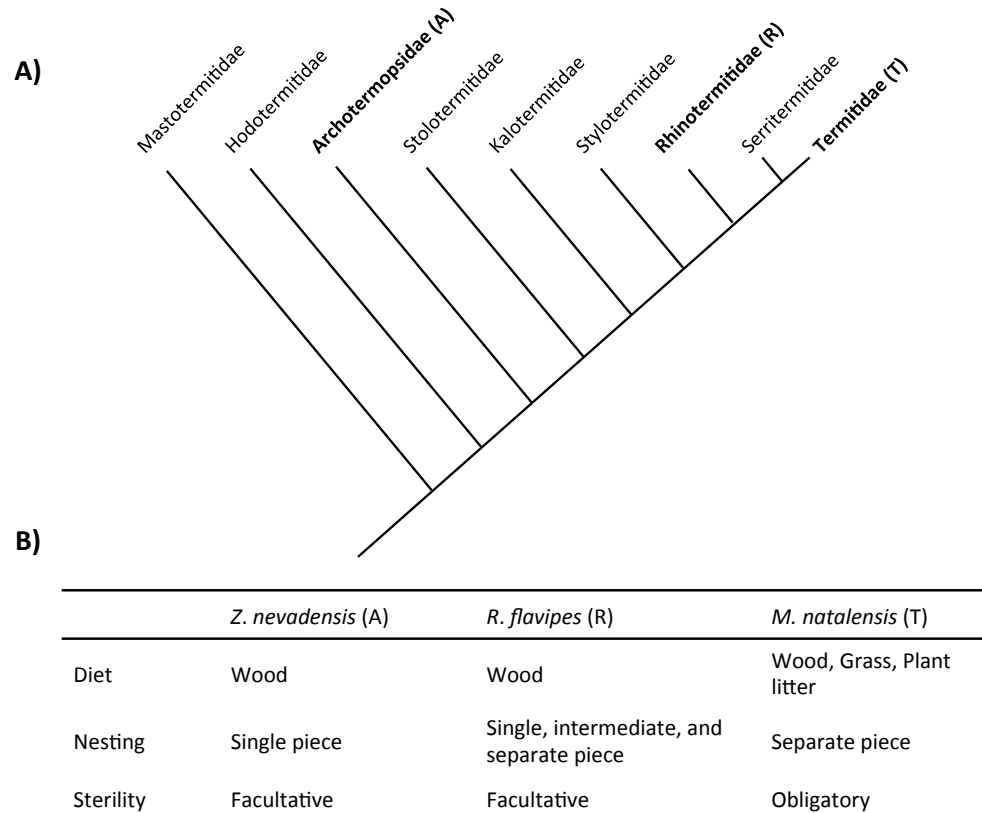 A)
Mastotermitidae
Hodotermitidae
Archotermopsidae (A)
Stolotermitidae
Kalotermitidae
Stylotermitidae
Rhinotermitidae (R)
Serritermitidae
Termitidae (T)
B)
Z. nevadensis (A) R. flavipes (R) M. natalensis (T)
Diet Wood Wood Wood, Grass, Plant
litter
Nesting Single piece Single, intermediate, and
separate piece Separate piece
Sterility Facultative Facultative Obligatory